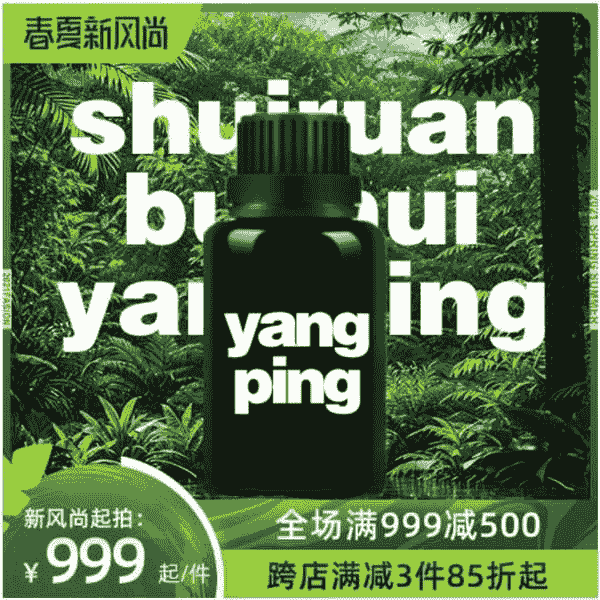 春夏新风尚
shuiruan
yang
ping
新风尚起拍：
¥ 999 起/件
全场满999减500
跨店满减3件85折起